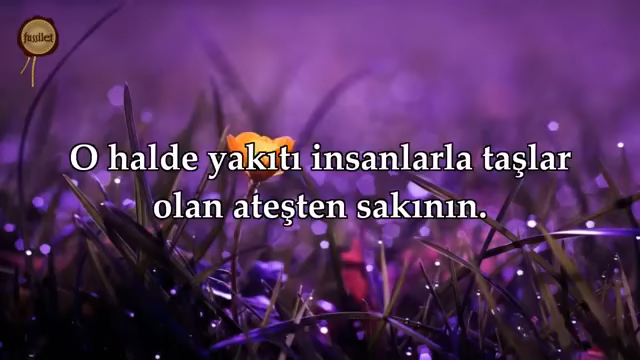 fussilet
O halde yakıtı insanlarla taşlar
olan ateşten sakının.